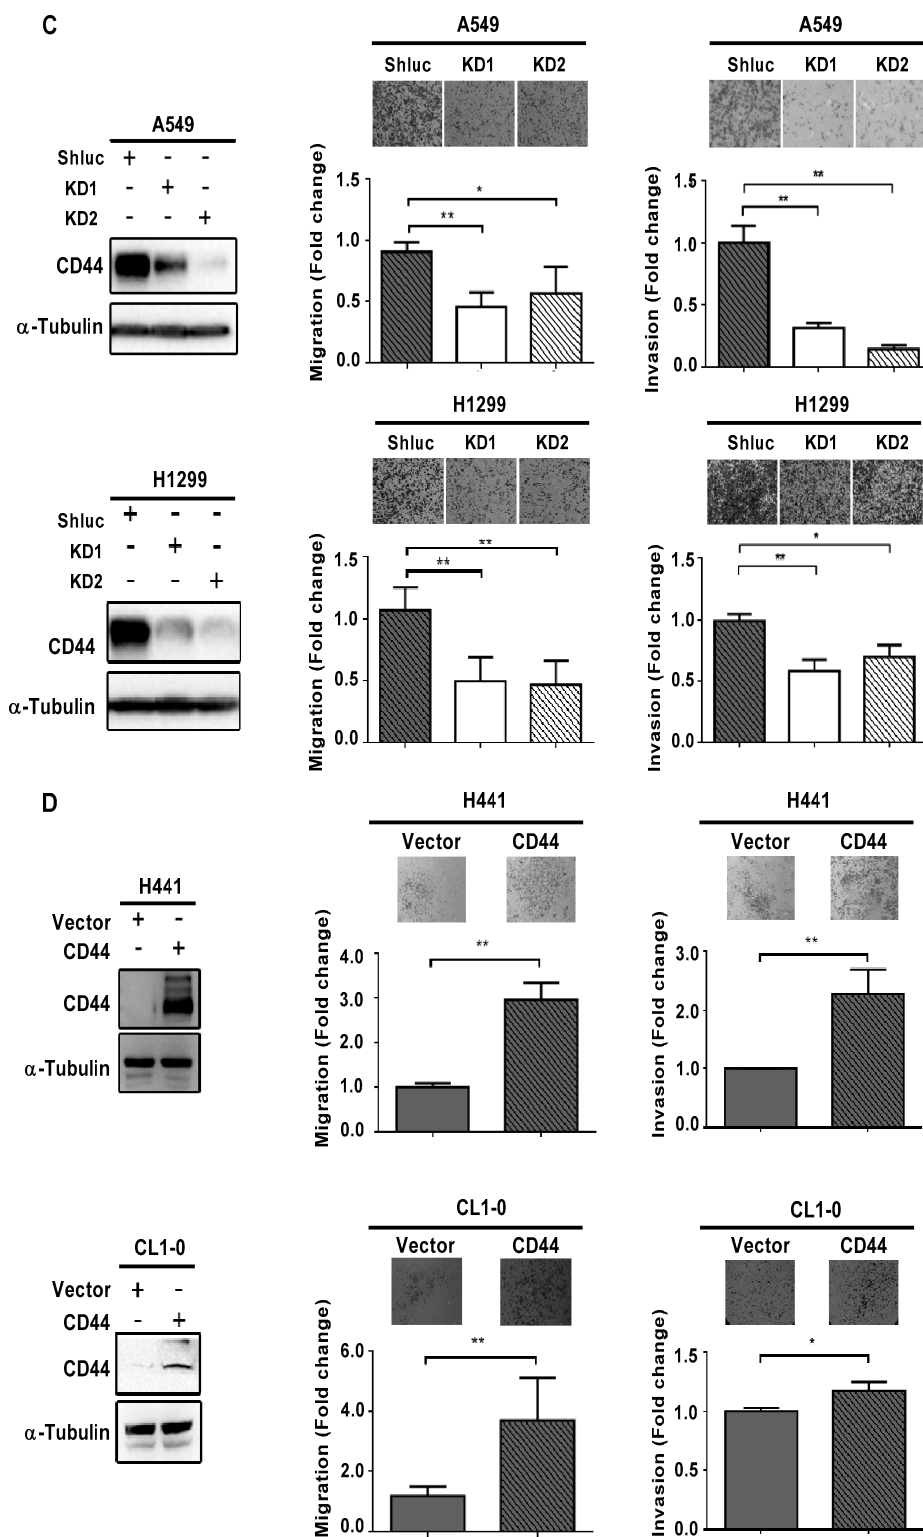 C
A549
Shluc + - -
KD1 - + -
KD2 - - +
CD44
α-Tubulin
A549
Shluc KD1 KD2
Migration (Fold change)
1.5
1.0
0.5
0.0
*
**
A549
Shluc KD1 KD2
Invasion (Fold change)
1.5
1.0
0.5
0.0
**
**
H1299
Shluc + - -
KD1 - + -
KD2 - - +
CD44
α-Tubulin
H1299
Shluc KD1 KD2
Migration (Fold change)
1.5
1.0
0.5
0.0
**
**
H1299
Shluc KD1 KD2
Invasion (Fold change)
1.5
1.0
0.5
0.0
*
**
D
H441
Vector + -
CD44 - +
CD44
α-Tubulin
H441
Vector CD44
Migration (Fold change)
4.0
3.0
2.0
1.0
0.0
**
H441
Vector CD44
Invasion (Fold change)
3.0
2.0
1.0
0.0
**
CL1-0
Vector + -
CD44 - +
CD44
α-Tubulin
CL1-0
Vector CD44
Migration (Fold change)
6.0
4.0
2.0
0.0
**
CL1-0
Vector CD44
Invasion (Fold change)
1.5
1.0
0.5
0.0
*